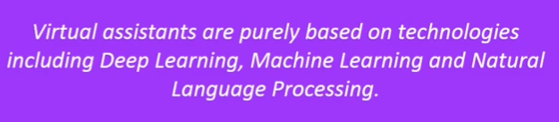 Virtual assistants are purely based on technologies
including Deep Learning, Machine Learning and Natural
Language Processing.